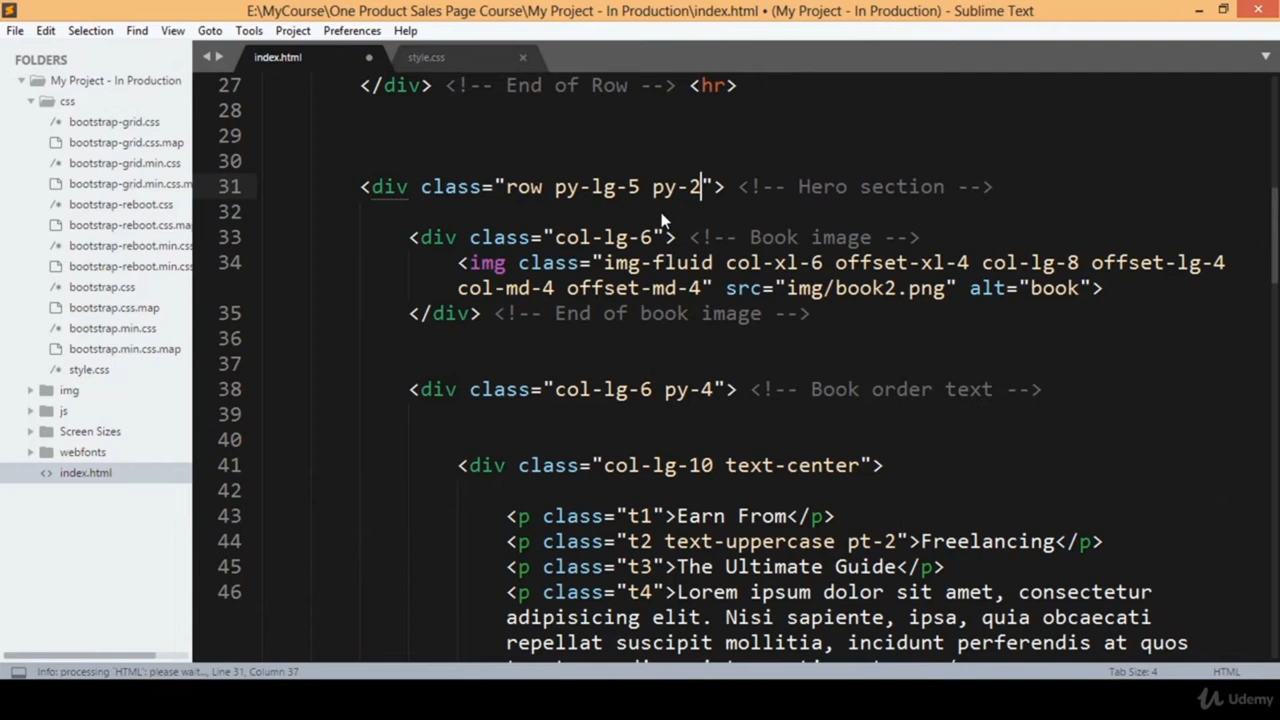 E:\MyCourse\One Product Sales Page Course\My Project - In Production\index.html • (My Project - In Production) - Sublime Text
File Edit Selection Find View Goto Tools Project Preferences Help
FOLDERS
My Project - In Production
css
bootstrap-grid.css
bootstrap-grid.css.map
bootstrap-grid.min.css
bootstrap-grid.min.css
bootstrap-reboot.css
bootstrap-reboot.css.ma
bootstrap-reboot.min.css
bootstrap-reboot.min.css
bootstrap.css
bootstrap.css.map
bootstrap.min.css
bootstrap.min.css.map
style.css
img
js
Screen Sizes
webfonts
index.html
index.html style.css
27 </div> <!-- End of Row --> <hr>
28
29
30
31 <div class="row py-lg-5 py-2"> <!-- Hero section -->
32
33 <div class="col-lg-6"> <!-- Book image -->
34 <img class="img-fluid col-xl-6 offset-xl-4 col-lg-8 offset-lg-4
col-md-4 offset-md-4" src="img/book2.png" alt="book">
35 </div> <!-- End of book image -->
36
37
38 <div class="col-lg-6 py-4"> <!-- Book order text -->
39
40
41 <div class="col-lg-10 text-center">
42
43 <p class="t1">Earn From</p>
44 <p class="t2 text-uppercase pt-2">Freelancing</p>
45 <p class="t3">The Ultimate Guide</p>
46 <p class="t4">Lorem ipsum dolor sit amet, consectetur
adipisicing elit. Nisi sapiente, ipsa, quia obcaecati
repellat suscipit mollitia, incidunt perferendis at quos
Info: processing `HTML': please wait..., Line 31, Column 37 Tab Size: 4 HTML
Udemy